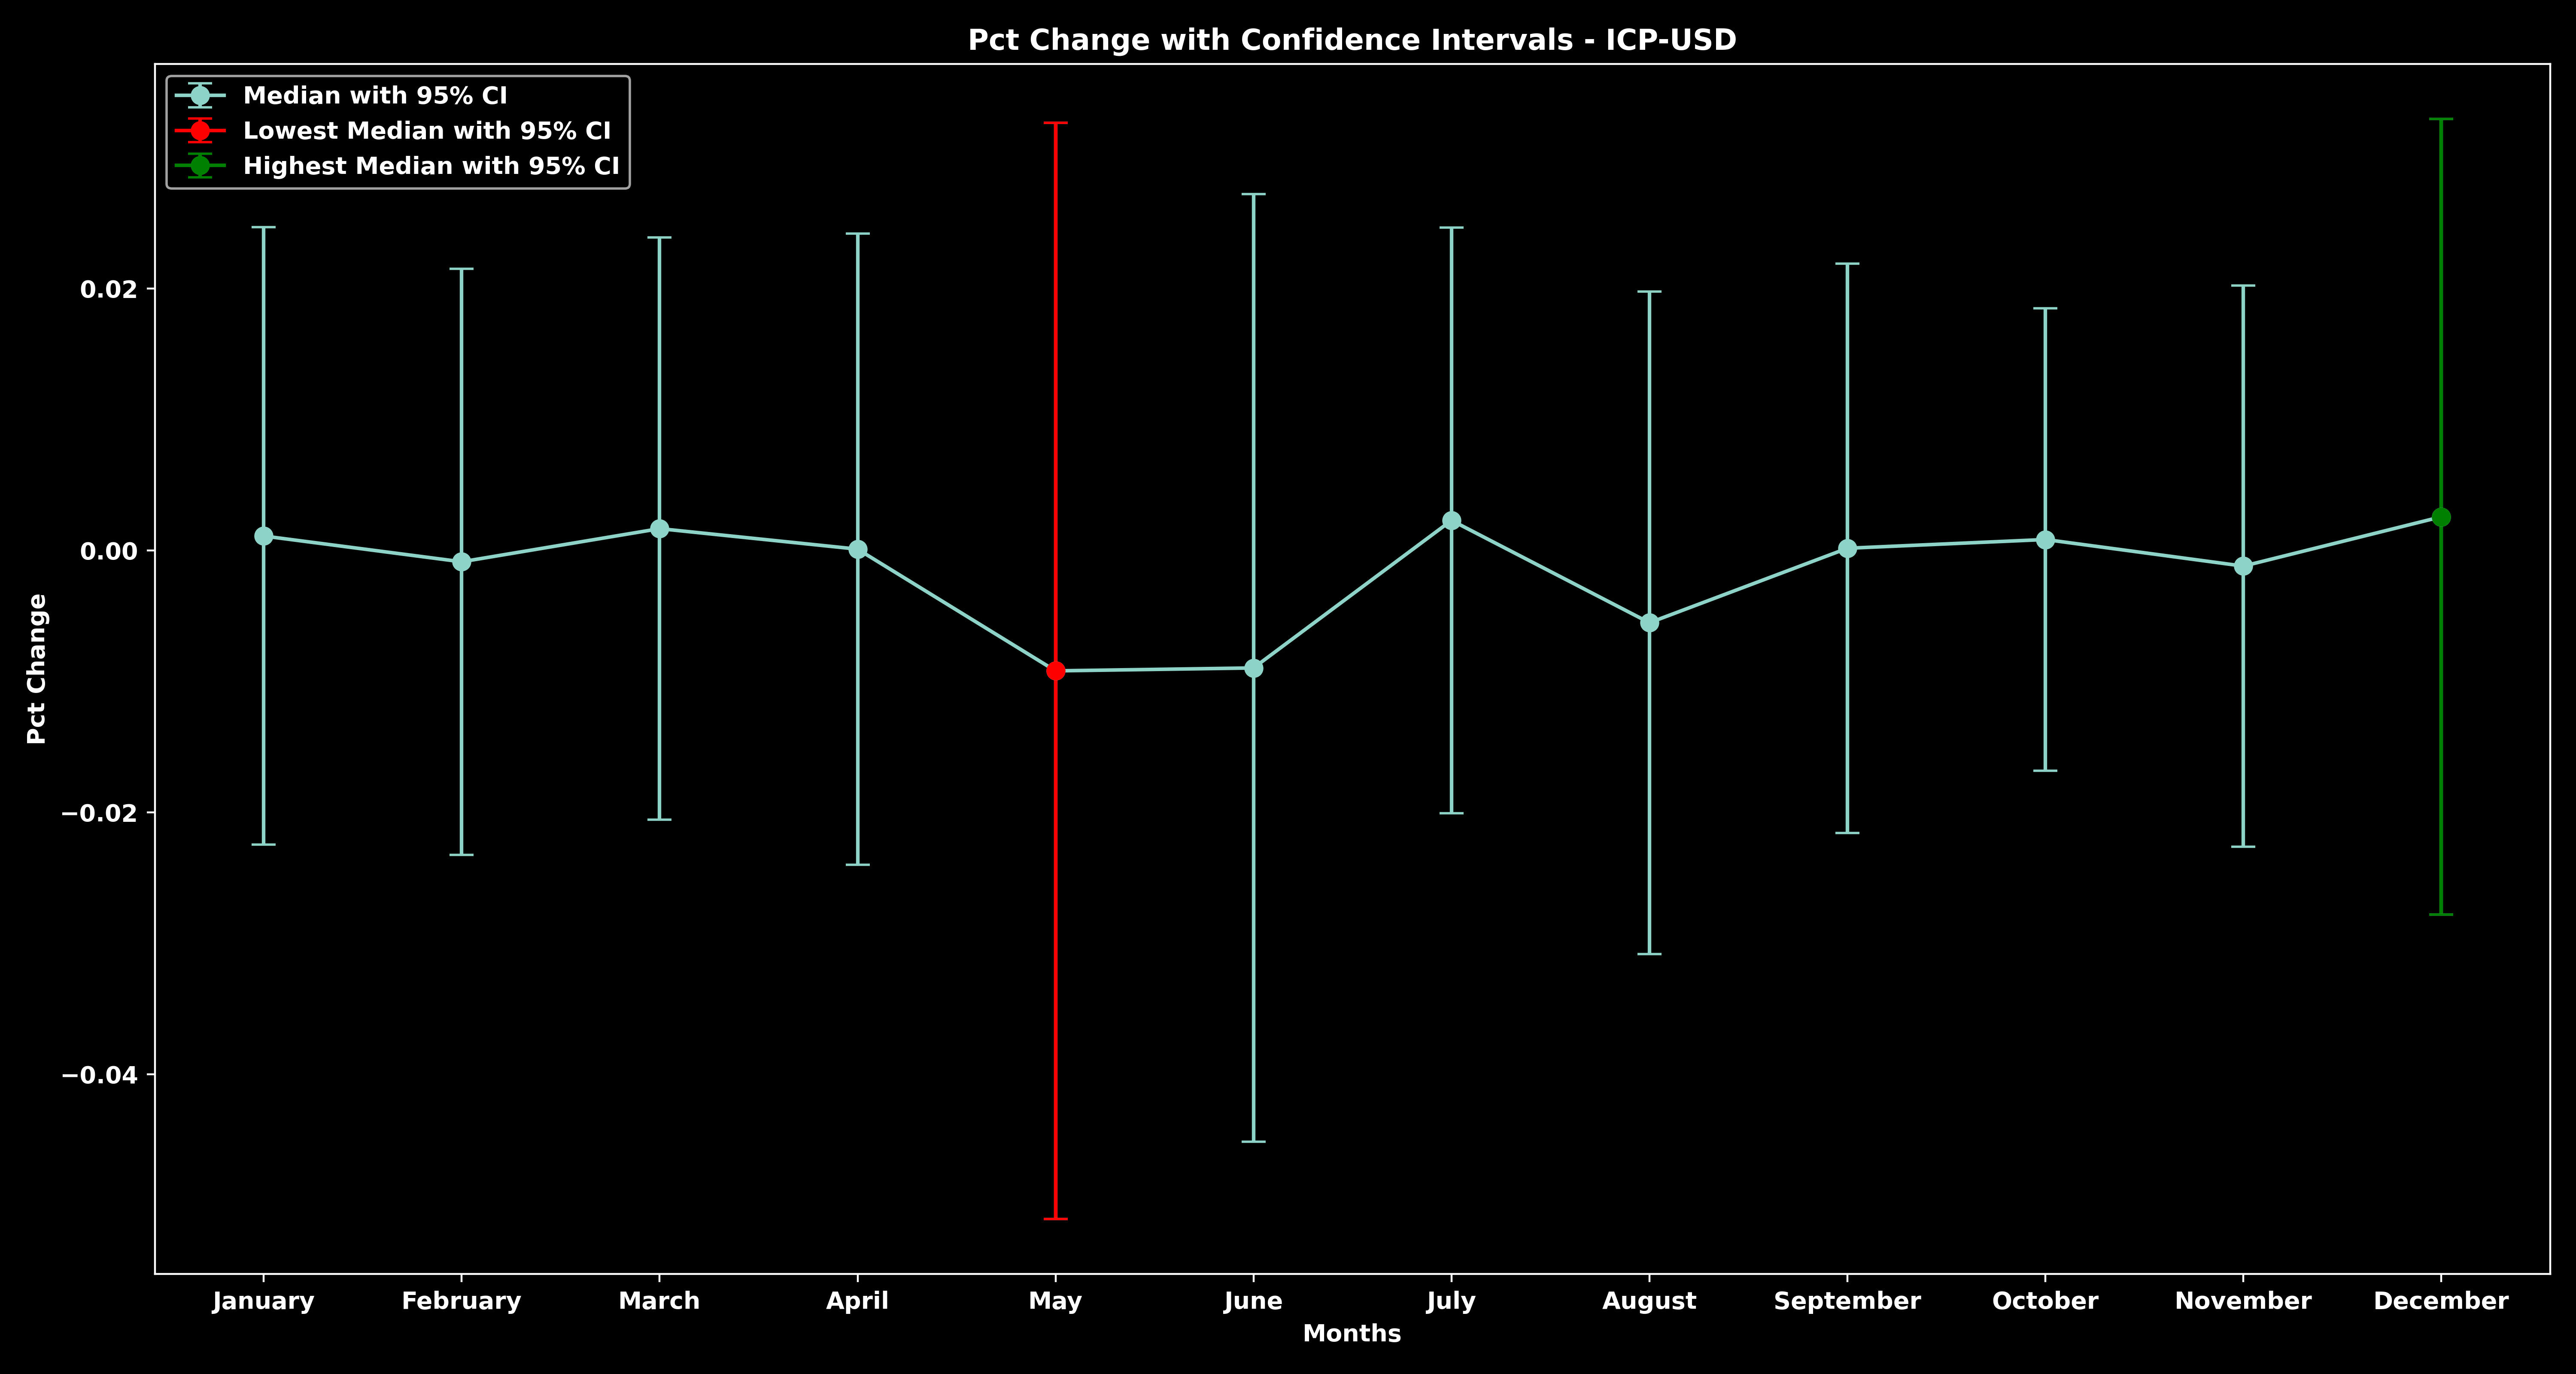 Pct Change with Confidence Intervals - ICP-USD
Median with 95% CI
Lowest Median with 95% CI
Highest Median with 95% CI
0.02
0.00
−0.02
−0.04
Pct Change
January February March April May June July August September October November December
Months